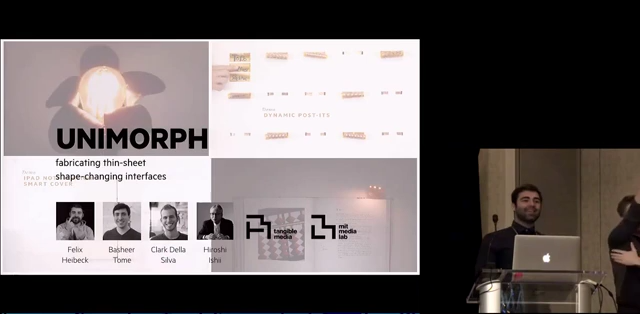 DYNAMIC POST-ITS
UNIMORPH
fabricating thin-sheet
shape-changing interfaces
IPAD NOT
SMART COVER
Felix
Heibeck
Basheer
Tome
Clark Della
Silva
Hiroshi
Ishii
tangible
media
mit
media
lab